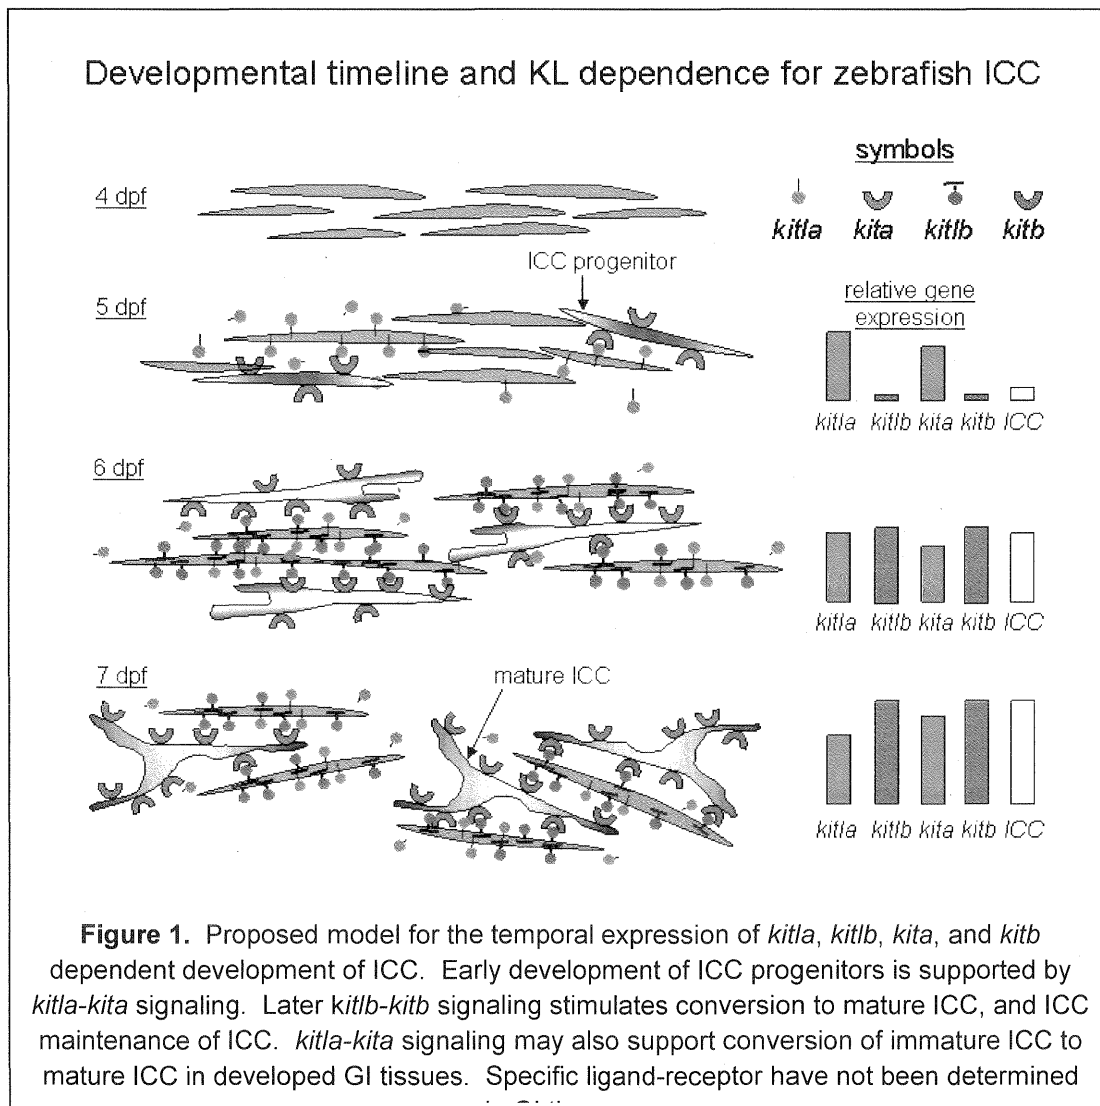 Developmental timeline and KL dependence for zebrafish ICC
symbols
4 dpf
kitla kita kitlb kitb
ICC progenitor
5 dpf
relative gene
expression
kitla kitlb kita kitb ICC
6 dpf
kitla kitlb kita kitb ICC
7 dpf
mature ICC
kitla kitlb kita kitb ICC
Figure 1. Proposed model for the temporal expression of kitla, kitlb, kita, and kitb
dependent development of ICC. Early development of ICC progenitors is supported by
kitla-kita signaling. Later kitlb-kitb signaling stimulates conversion to mature ICC, and ICC
maintenance of ICC. kitla-kita signaling may also support conversion of immature ICC to
mature ICC in developed GI tissues. Specific ligand-receptor have not been determined